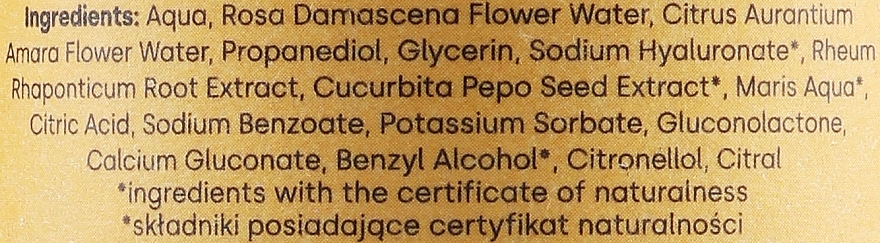 Ingredients: Aqua, Rosa Damascena Flower Water, Citrus Aurantium
Amara Flower Water, Propanediol, Glycerin, Sodium Hyaluronate*, Rheum
Rhaponticum Root Extract, Cucurbita Pepo Seed Extract*, Maris Aqua*,
Citric Acid, Sodium Benzoate, Potassium Sorbate, Gluconolactone,
Calcium Gluconate, Benzyl Alcohol*, Citronellol, Citral
*ingredients with the certificate of naturalness
*składniki posiadające certyfikat naturalności